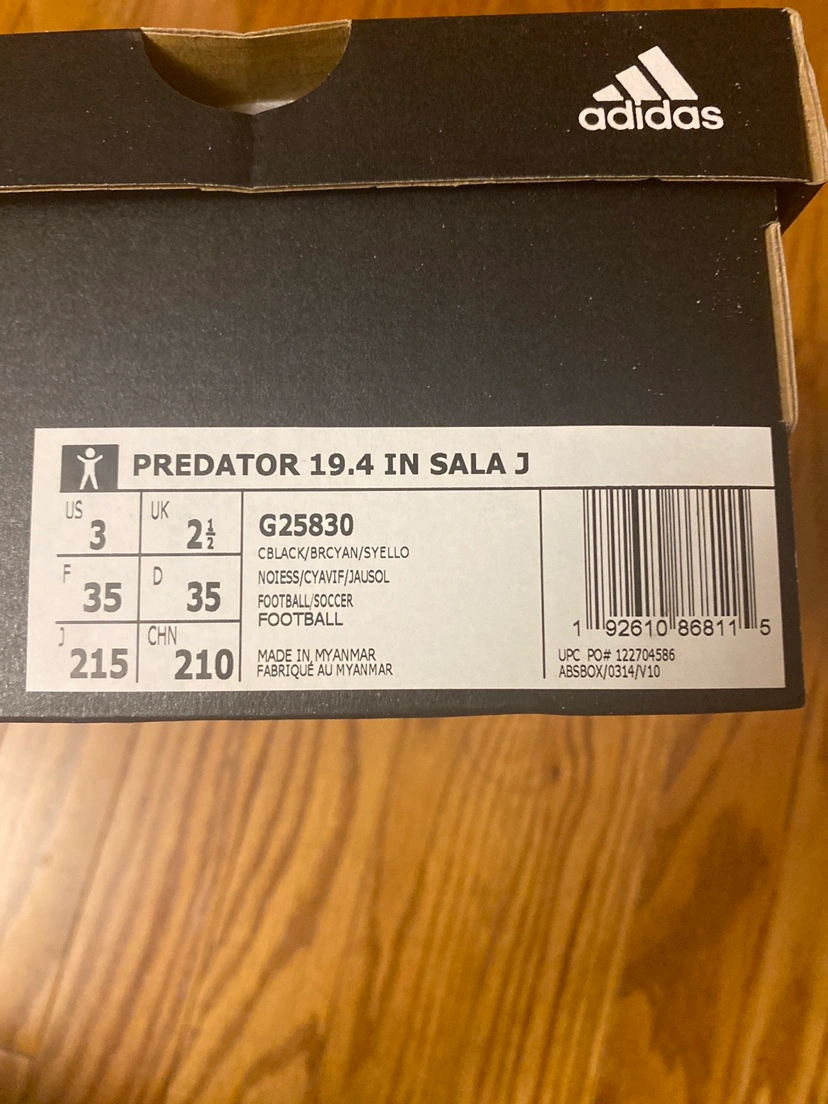 adidas
PREDATOR 19.4 IN SALA J
US 3 UK 2½
F 35 D 35
J 215 CHN 210
G25830
CBLACK/BRCYAN/SYELLO
NOIESS/CYAVIF/JAUSOL
FOOTBALL/SOCCER
FOOTBALL
MADE IN MYANMAR
FABRIQUÉ AU MYANMAR
1 92610 86811 5
UPC PO# 122704586
ABSBOX/0314/V10